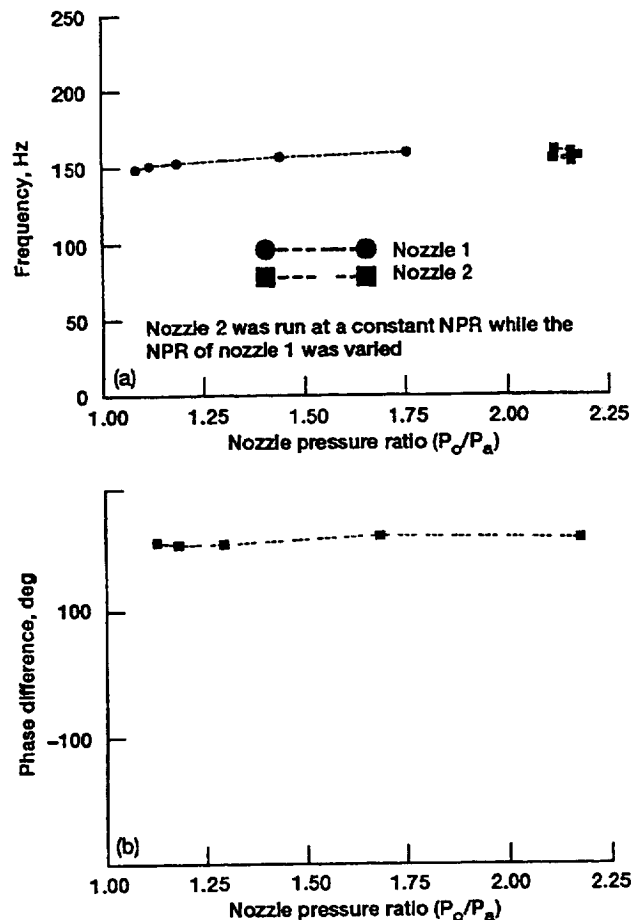 250
200
150
100
50
0
Frequency, Hz
Nozzle 1
Nozzle 2
Nozzle 2 was run at a constant NPR while the
NPR of nozzle 1 was varied
(a)
1.00 1.25 1.50 1.75 2.00 2.25
Nozzle pressure ratio (Po/Pa)
100
-100
Phase difference, deg
(b)
1.00 1.25 1.50 1.75 2.00 2.25
Nozzle pressure ratio (Po/Pa)